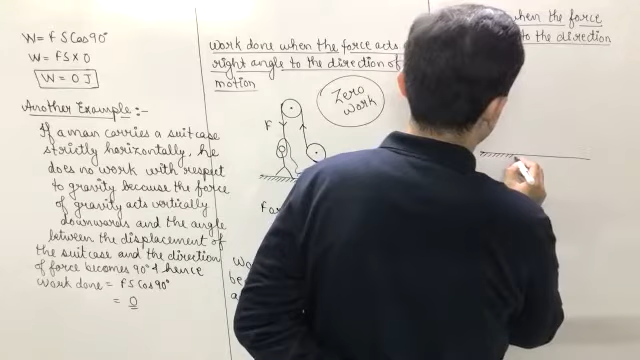 W = F S Cos 90°
W = FS × 0
W = 0 J
Another Example :-
If a man carries a suitcase
strictly horizontally, he
does no work with respect
to gravity because the force
of gravity acts vertically
downwards and the angle
between the displacement of
the suitcase and the direction
of force becomes 90° & hence
Work done = FS Cos 90°
= 0
Work done when the force acts
right angle to the direction of
motion
Zero
Work
F
when the force
to the direction